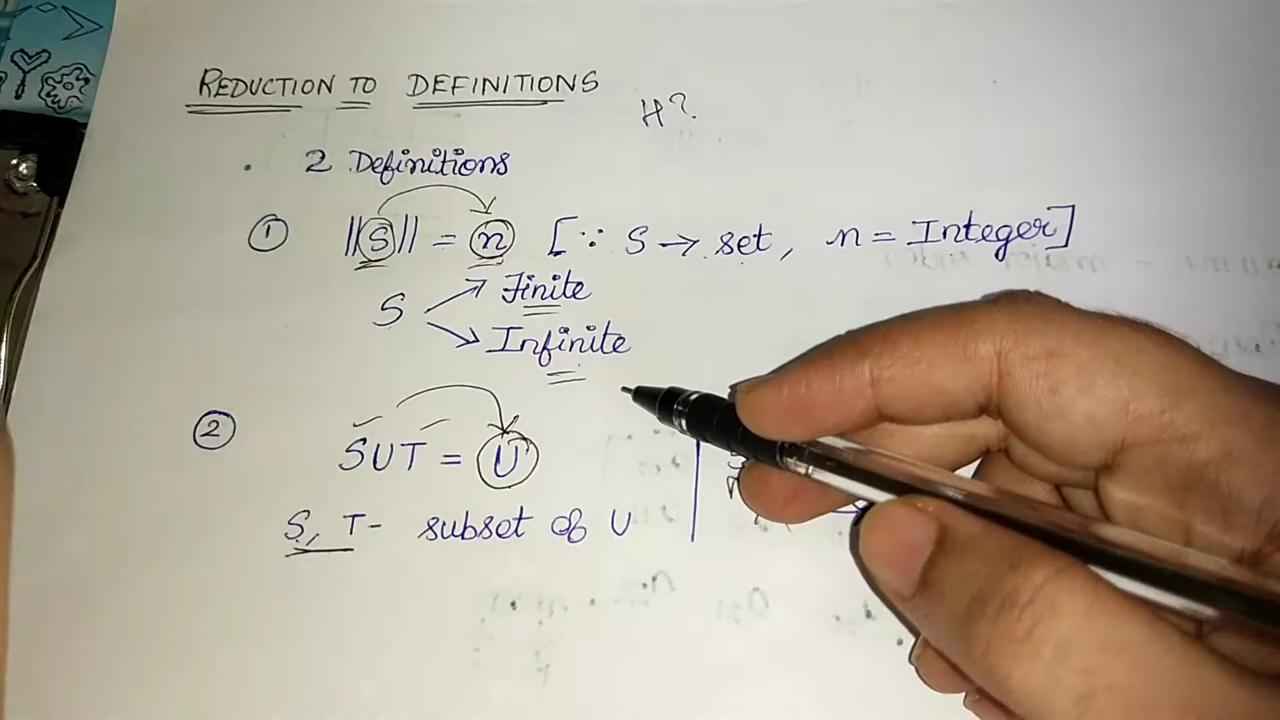 REDUCTION TO DEFINITIONS
H?
2 Definitions
① ||S|| = n [∵ S → set, n = Integer]
S → Finite
→ Infinite
② SUT = U
S, T - subset of U